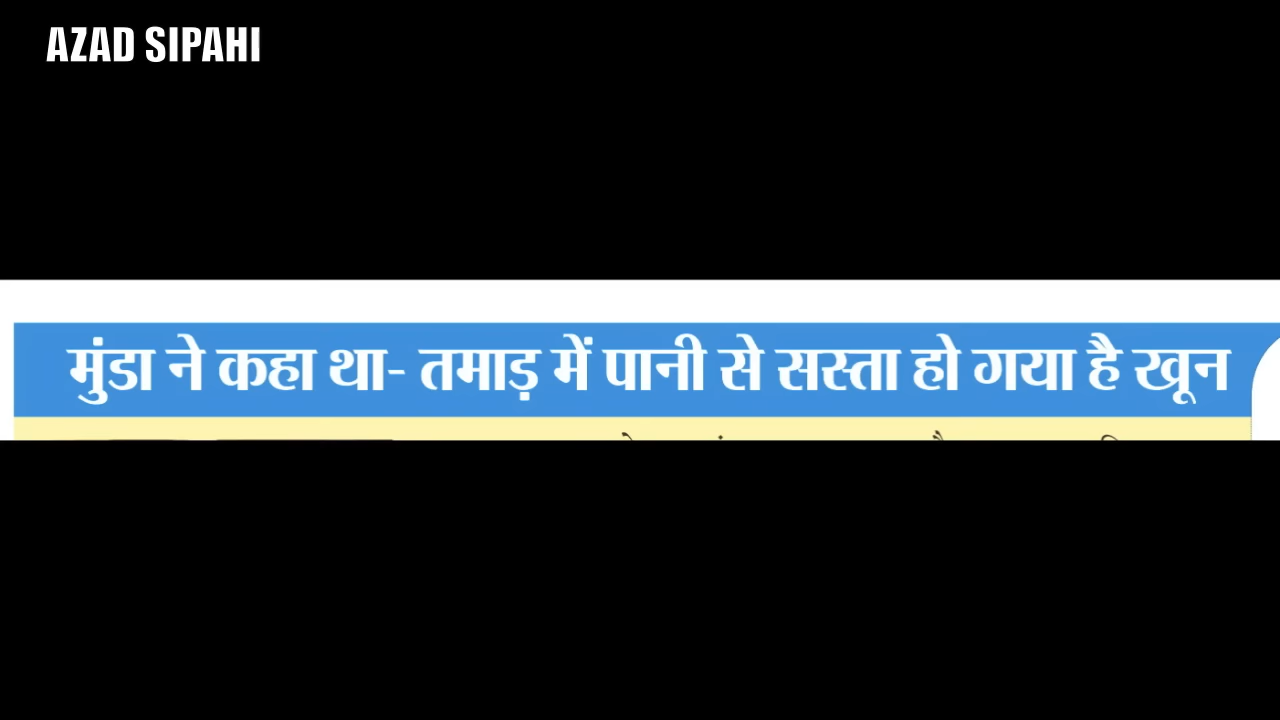 AZAD SIPAHI
मुंडा ने कहा था- तमाड़ में पानी से सस्ता हो गया है खून